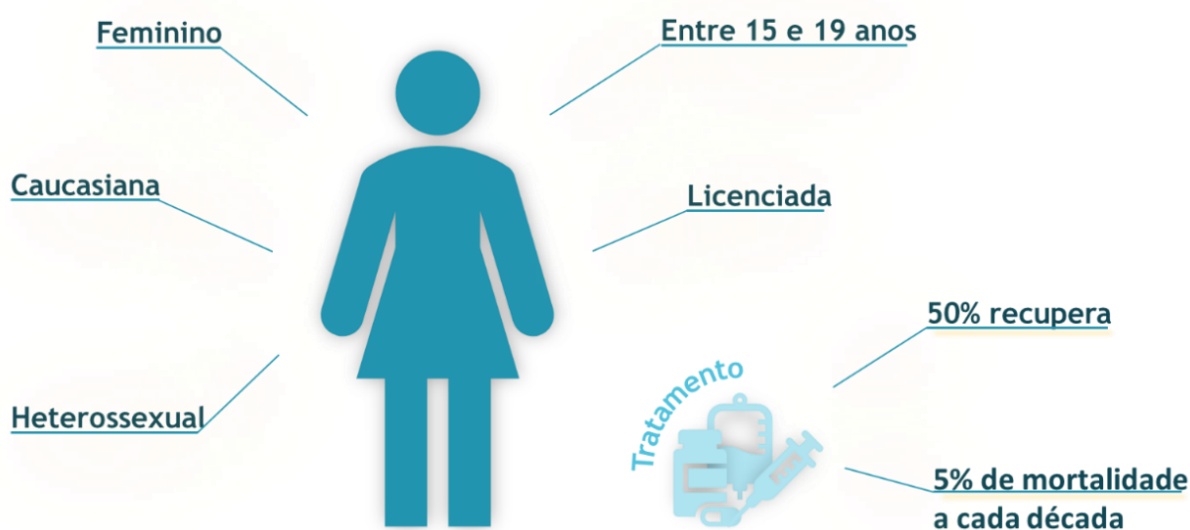 Feminino
Entre 15 e 19 anos
Caucasiana
Licenciada
Heterossexual
Tratamento
50% recupera
5% de mortalidade
a cada década